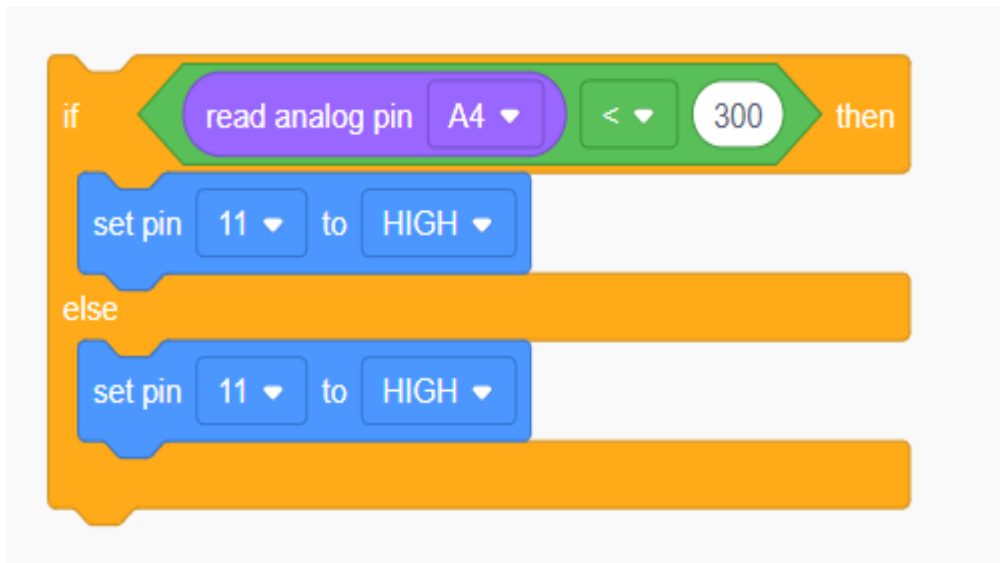 if read analog pin A4 < 300 then
set pin 11 to HIGH
else
set pin 11 to HIGH